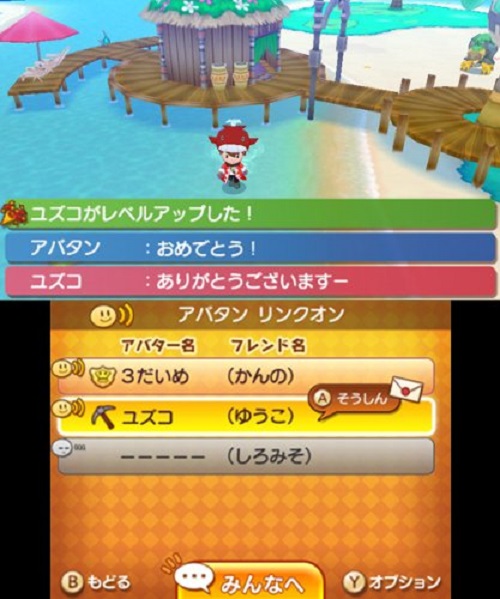 ユズコがレベルアップした！
アバタン ：おめでとう！
ユズコ ：ありがとうございますー
アバタン リンクオン
アバター名 フレンド名
３だいめ （かんの）
A そうしん
ユズコ （ゆうこ）
－－－－－ （しろみそ）
B もどる
みんなへ
Y オプション